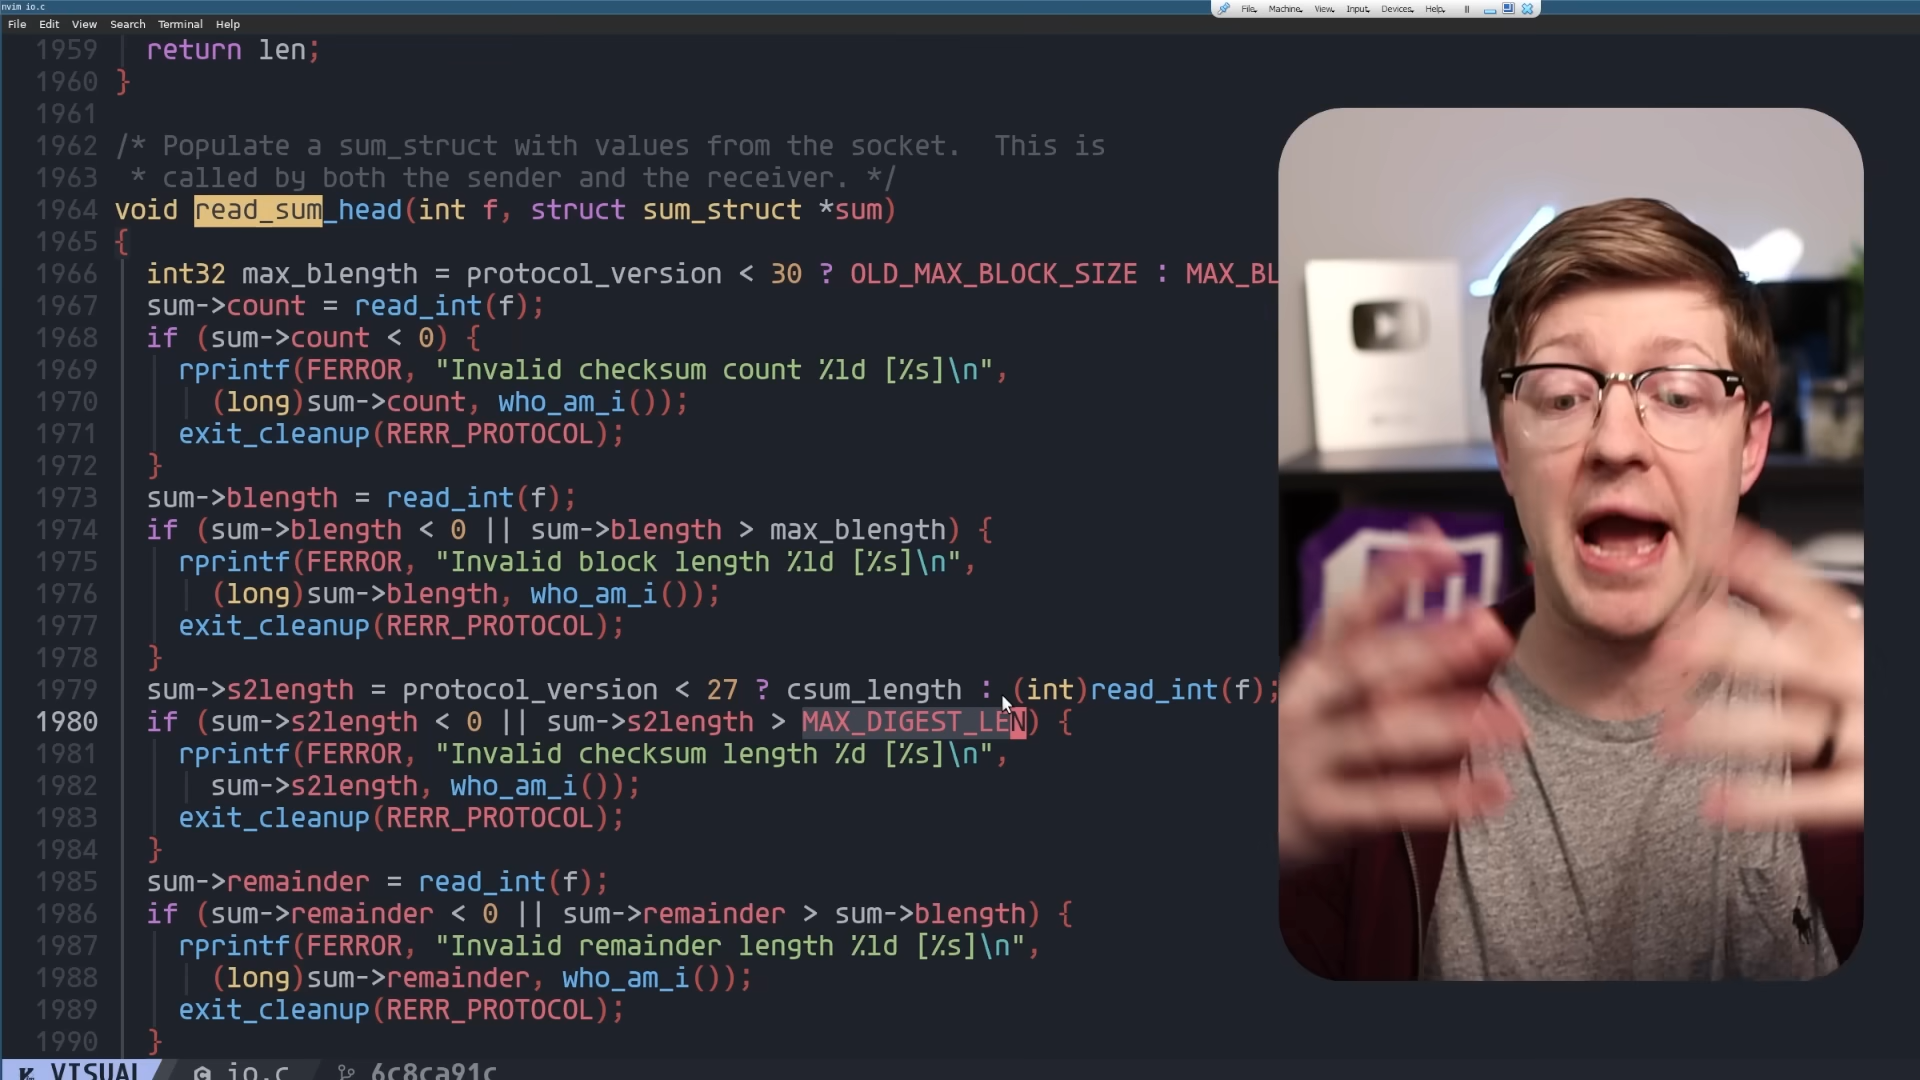 nvim io.c
File Machine View Input Devices Help
File Edit View Search Terminal Help
1959 return len;
1960 }
1961
1962 /* Populate a sum_struct with values from the socket. This is
1963 * called by both the sender and the receiver. */
1964 void read_sum_head(int f, struct sum_struct *sum)
1965 {
1966 int32 max_blength = protocol_version < 30 ? OLD_MAX_BLOCK_SIZE : MAX_BL
1967 sum->count = read_int(f);
1968 if (sum->count < 0) {
1969 rprintf(FERROR, "Invalid checksum count %ld [%s]\n",
1970 (long)sum->count, who_am_i());
1971 exit_cleanup(RERR_PROTOCOL);
1972 }
1973 sum->blength = read_int(f);
1974 if (sum->blength < 0 || sum->blength > max_blength) {
1975 rprintf(FERROR, "Invalid block length %ld [%s]\n",
1976 (long)sum->blength, who_am_i());
1977 exit_cleanup(RERR_PROTOCOL);
1978 }
1979 sum->s2length = protocol_version < 27 ? csum_length : (int)read_int(f);
1980 if (sum->s2length < 0 || sum->s2length > MAX_DIGEST_LEN) {
1981 rprintf(FERROR, "Invalid checksum length %d [%s]\n",
1982 sum->s2length, who_am_i());
1983 exit_cleanup(RERR_PROTOCOL);
1984 }
1985 sum->remainder = read_int(f);
1986 if (sum->remainder < 0 || sum->remainder > sum->blength) {
1987 rprintf(FERROR, "Invalid remainder length %ld [%s]\n",
1988 (long)sum->remainder, who_am_i());
1989 exit_cleanup(RERR_PROTOCOL);
1990 }
VISUAL io.c 6c8ca91c